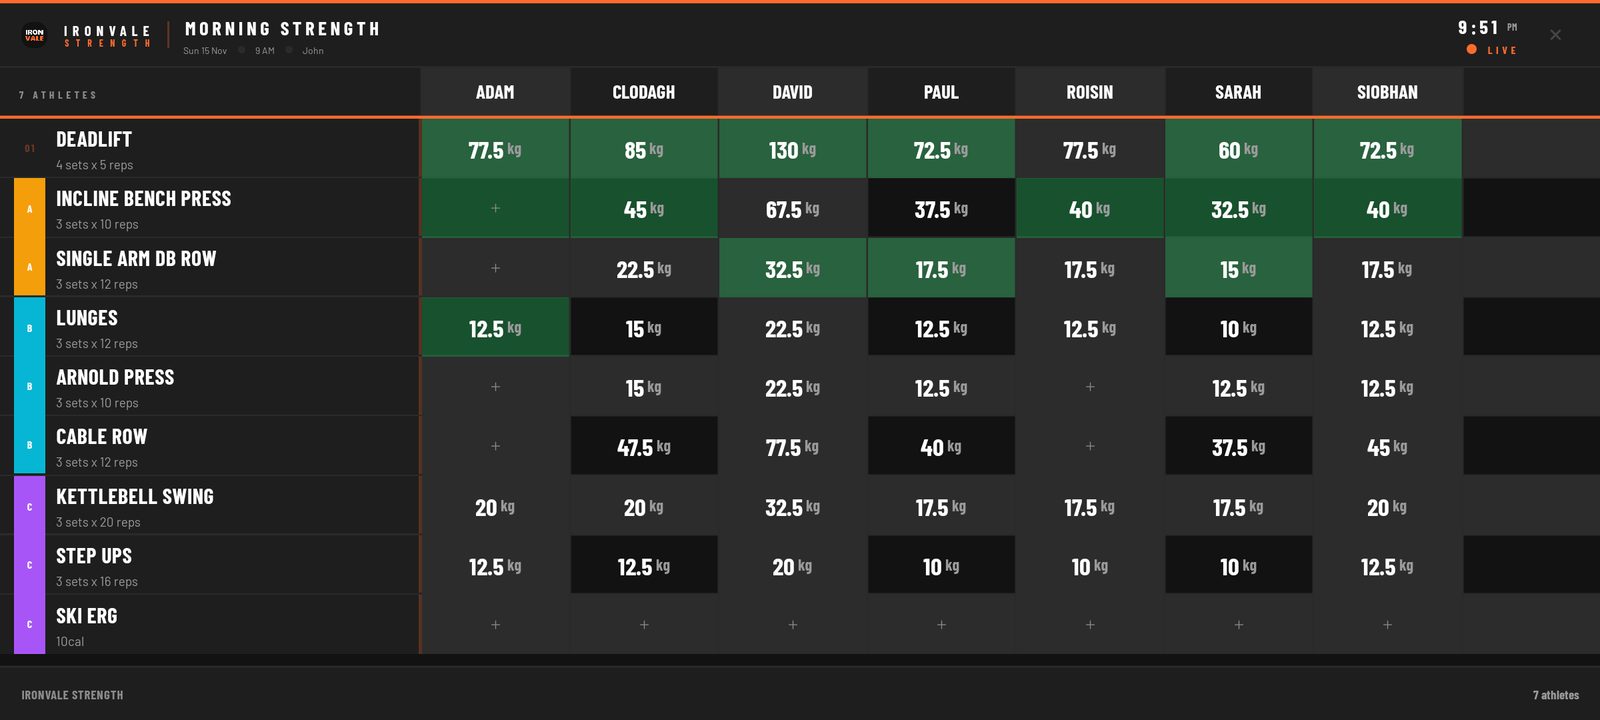 IRON
VALE
IRONVALE
STRENGTH
MORNING STRENGTH
Sun 15 Nov 9 AM John
9:51 PM
LIVE
×
7 ATHLETES
ADAM CLODAGH DAVID PAUL ROISIN SARAH SIOBHAN
01 DEADLIFT 77.5 kg 85 kg 130 kg 72.5 kg 77.5 kg 60 kg 72.5 kg
4 sets x 5 reps
A INCLINE BENCH PRESS + 45 kg 67.5 kg 37.5 kg 40 kg 32.5 kg 40 kg
3 sets x 10 reps
A SINGLE ARM DB ROW + 22.5 kg 32.5 kg 17.5 kg 17.5 kg 15 kg 17.5 kg
3 sets x 12 reps
B LUNGES 12.5 kg 15 kg 22.5 kg 12.5 kg 12.5 kg 10 kg 12.5 kg
3 sets x 12 reps
B ARNOLD PRESS + 15 kg 22.5 kg 12.5 kg + 12.5 kg 12.5 kg
3 sets x 10 reps
B CABLE ROW + 47.5 kg 77.5 kg 40 kg + 37.5 kg 45 kg
3 sets x 12 reps
C KETTLEBELL SWING 20 kg 20 kg 32.5 kg 17.5 kg 17.5 kg 17.5 kg 20 kg
3 sets x 20 reps
C STEP UPS 12.5 kg 12.5 kg 20 kg 10 kg 10 kg 10 kg 12.5 kg
3 sets x 16 reps
C SKI ERG + + + + + + +
10cal
IRONVALE STRENGTH 7 athletes